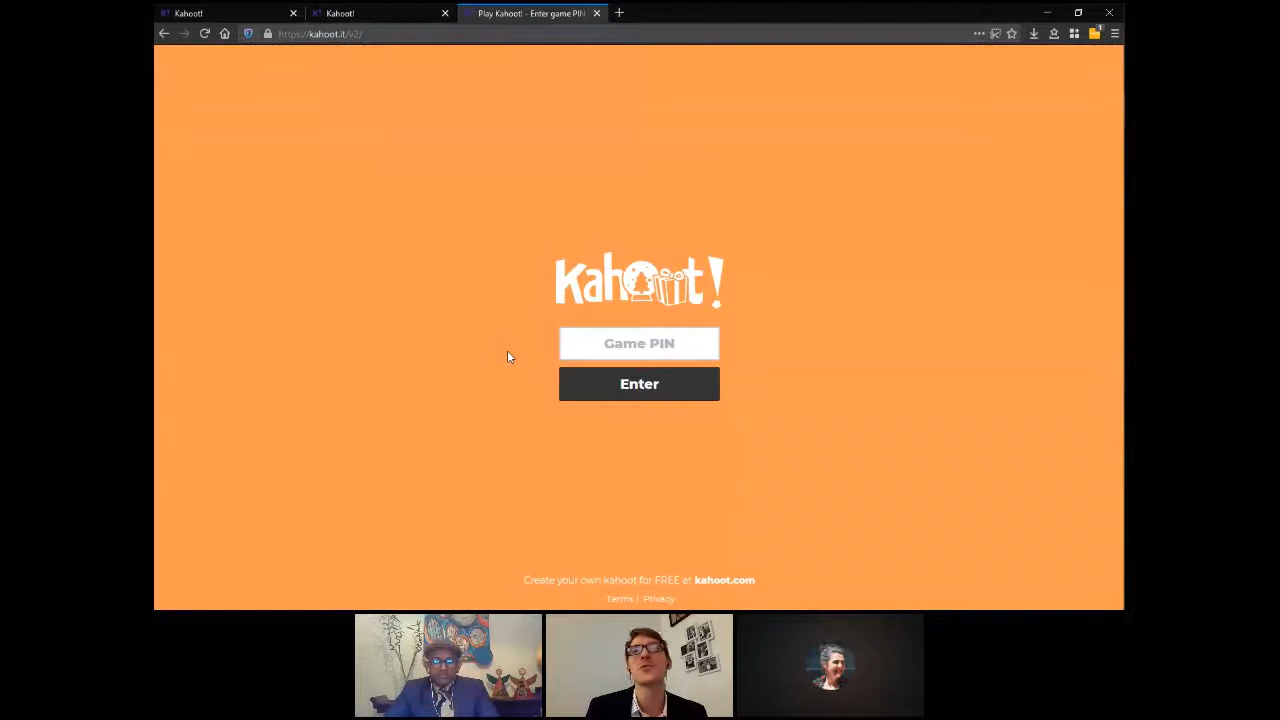 Kahoot!
Kahoot!
Play Kahoot! - Enter game PIN
https://kahoot.it/v2/
Kahoot!
Game PIN
Enter
Create your own kahoot for FREE at kahoot.com
Terms | Privacy